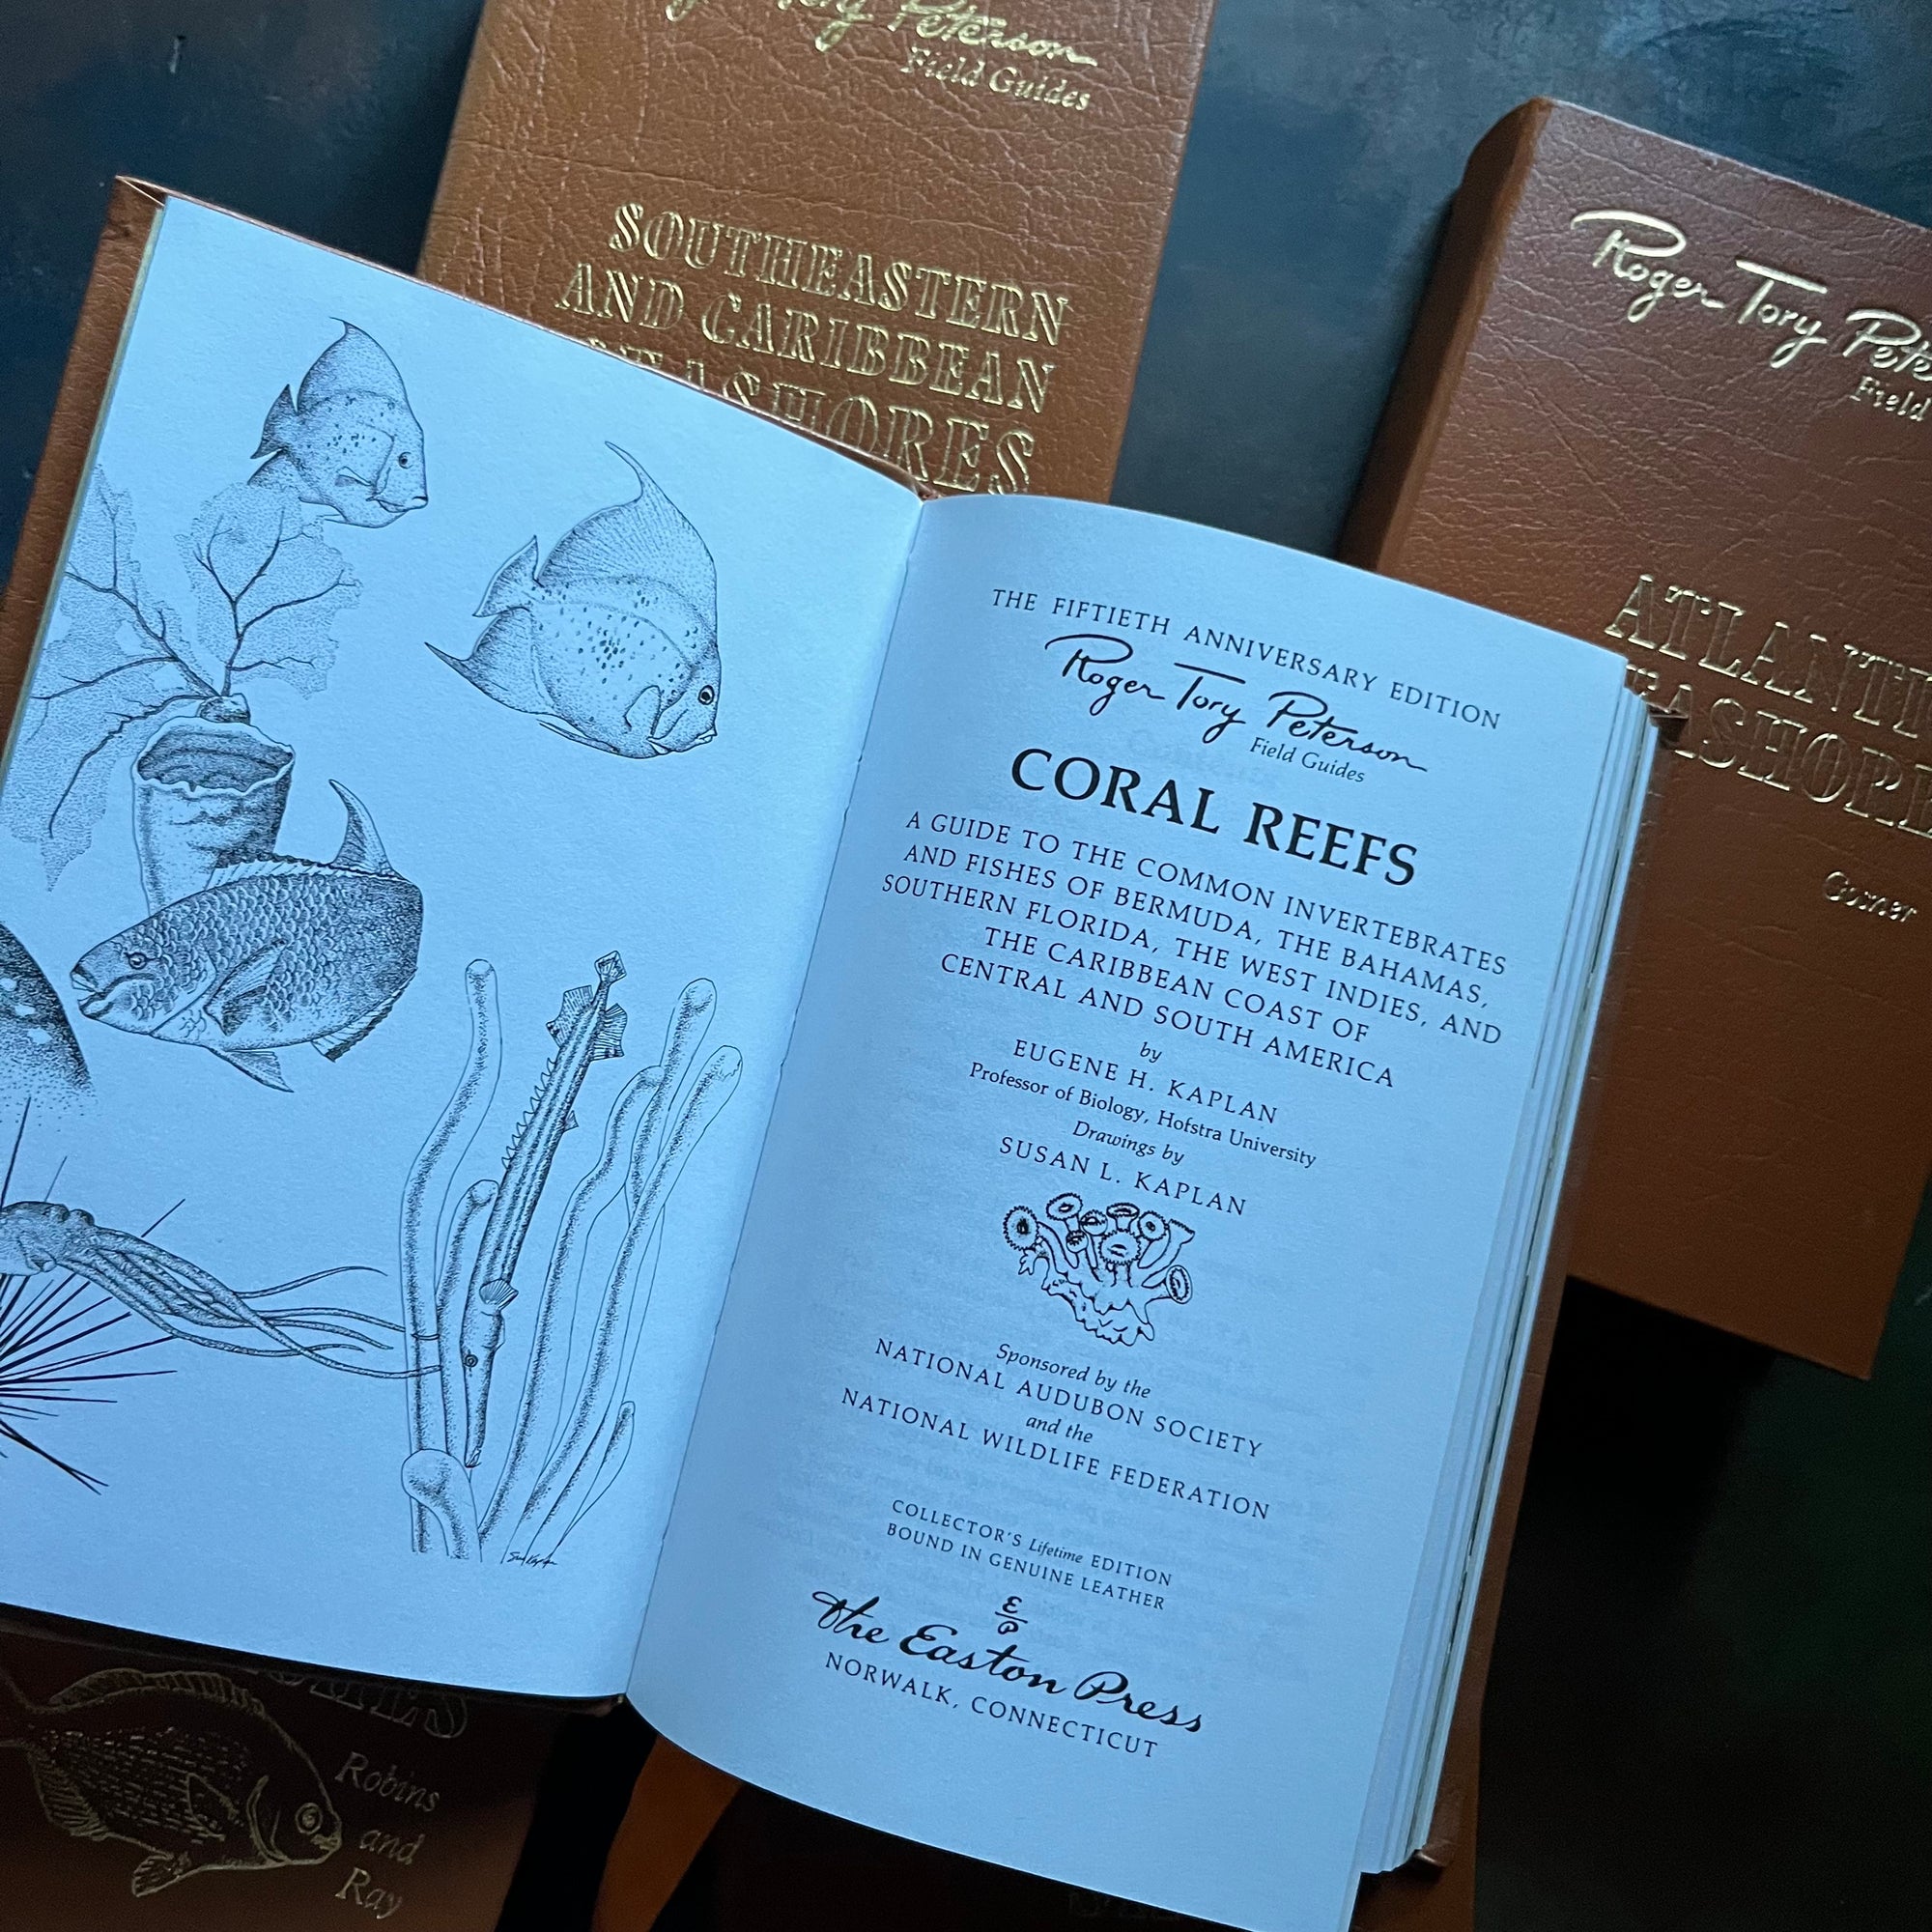 Peterson
Field Guides
SOUTHEASTERN
AND CARIBBEAN
Roger Tory
Field
Gosner
THE FIFTIETH ANNIVERSARY EDITION
Roger Tory Peterson
Field Guides
CORAL REEFS
A GUIDE TO THE COMMON INVERTEBRATES
AND FISHES OF BERMUDA, THE BAHAMAS,
SOUTHERN FLORIDA, THE WEST INDIES, AND
THE CARIBBEAN COAST OF
CENTRAL AND SOUTH AMERICA
by
EUGENE H. KAPLAN
Professor of Biology, Hofstra University
Drawings by
SUSAN L. KAPLAN
Sponsored by the
NATIONAL AUDUBON SOCIETY
and the
NATIONAL WILDLIFE FEDERATION
COLLECTOR'S Lifetime EDITION
BOUND IN GENUINE LEATHER
The Easton Press
NORWALK, CONNECTICUT
Robins
and
Ray